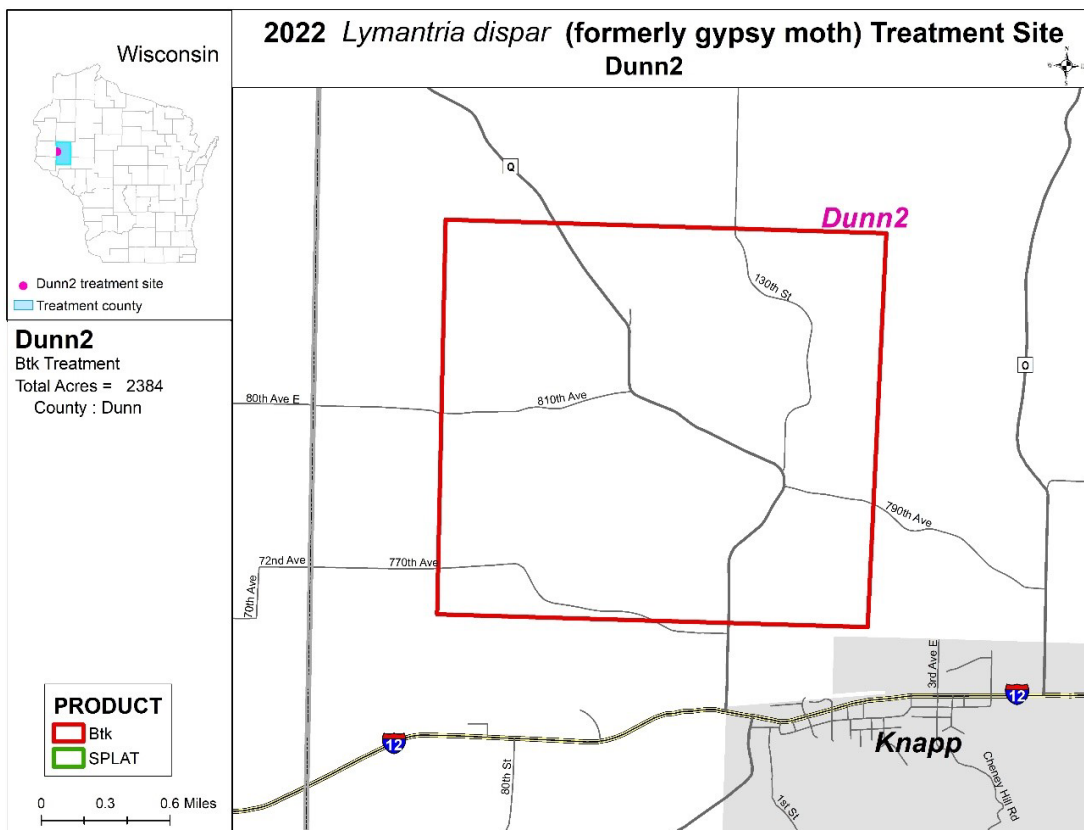 2022 Lymantria dispar (formerly gypsy moth) Treatment Site
Dunn2
Wisconsin
Dunn2 treatment site
Treatment county
Dunn2
Btk Treatment
Total Acres = 2384
County : Dunn
PRODUCT
Btk
SPLAT
0 0.3 0.6 Miles
N
S
Q
Dunn2
130th St
O
80th Ave E
810th Ave
790th Ave
72nd Ave
770th Ave
70th Ave
3rd Ave E
12
12
Knapp
80th St
1st St
Cheney Hill Rd